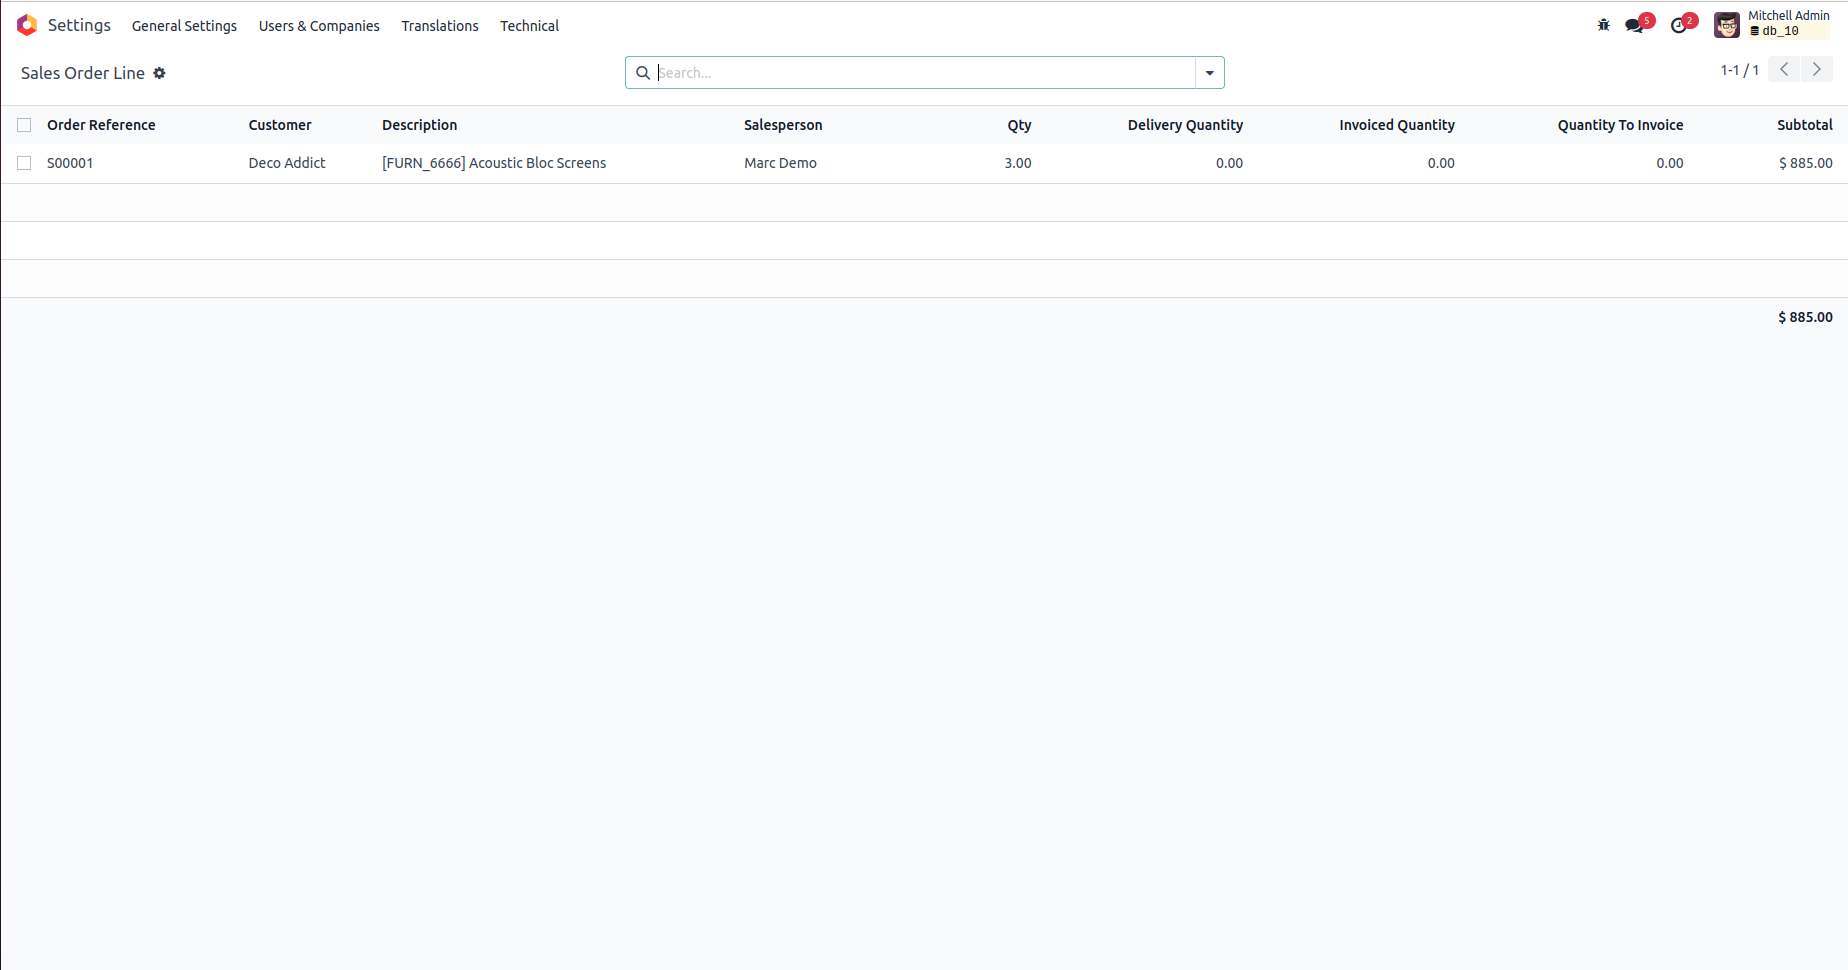 Settings General Settings Users & Companies Translations Technical 5 2 Mitchell Admin
db_10
Sales Order Line Search... 1-1 / 1
Order Reference Customer Description Salesperson Qty Delivery Quantity Invoiced Quantity Quantity To Invoice Subtotal
S00001 Deco Addict [FURN_6666] Acoustic Bloc Screens Marc Demo 3.00 0.00 0.00 0.00 $ 885.00
$ 885.00